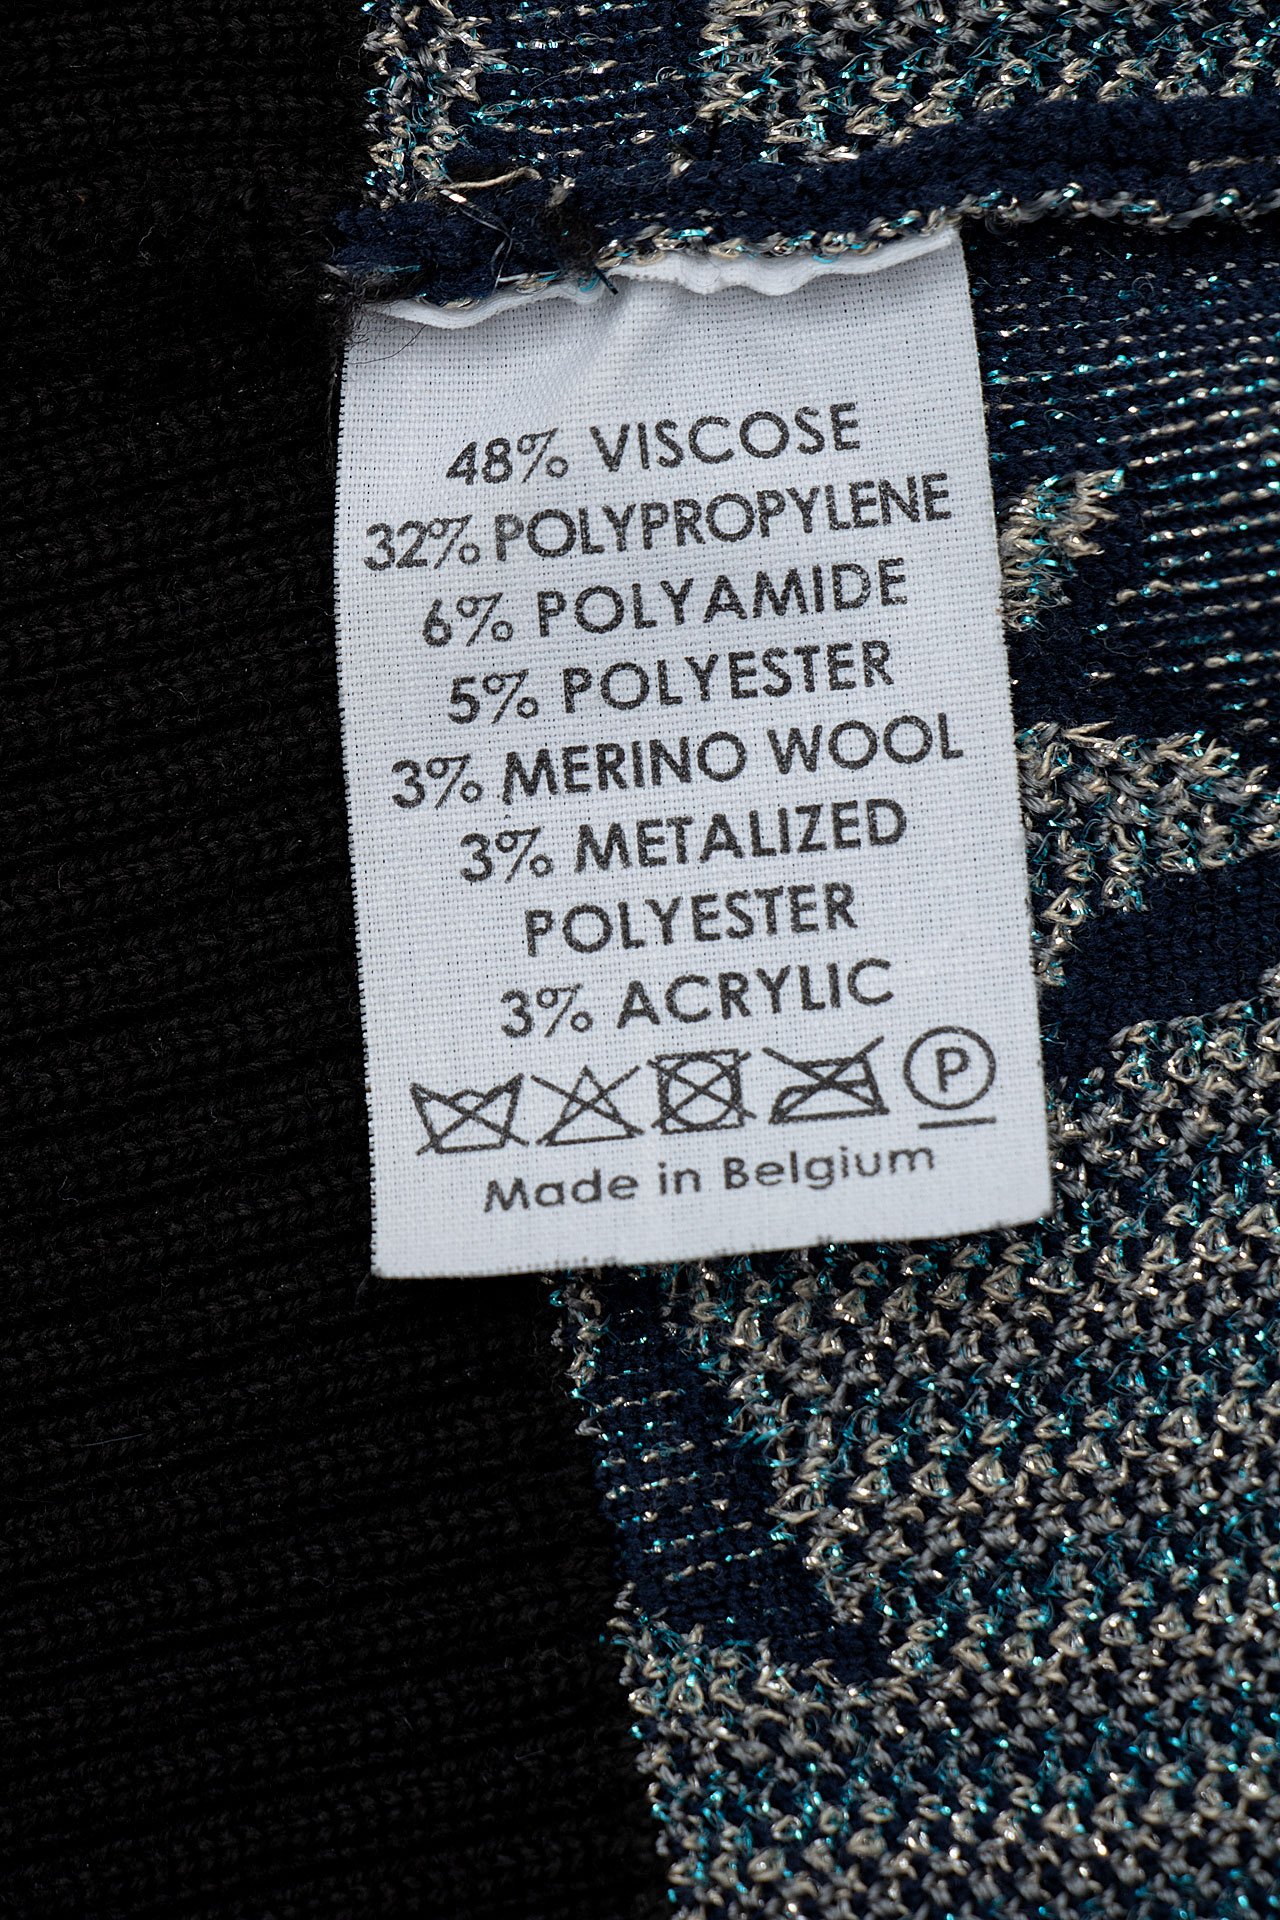 48% VISCOSE
32% POLYPROPYLENE
6% POLYAMIDE
5% POLYESTER
3% MERINO WOOL
3% METALIZED
POLYESTER
3% ACRYLIC
P
Made in Belgium